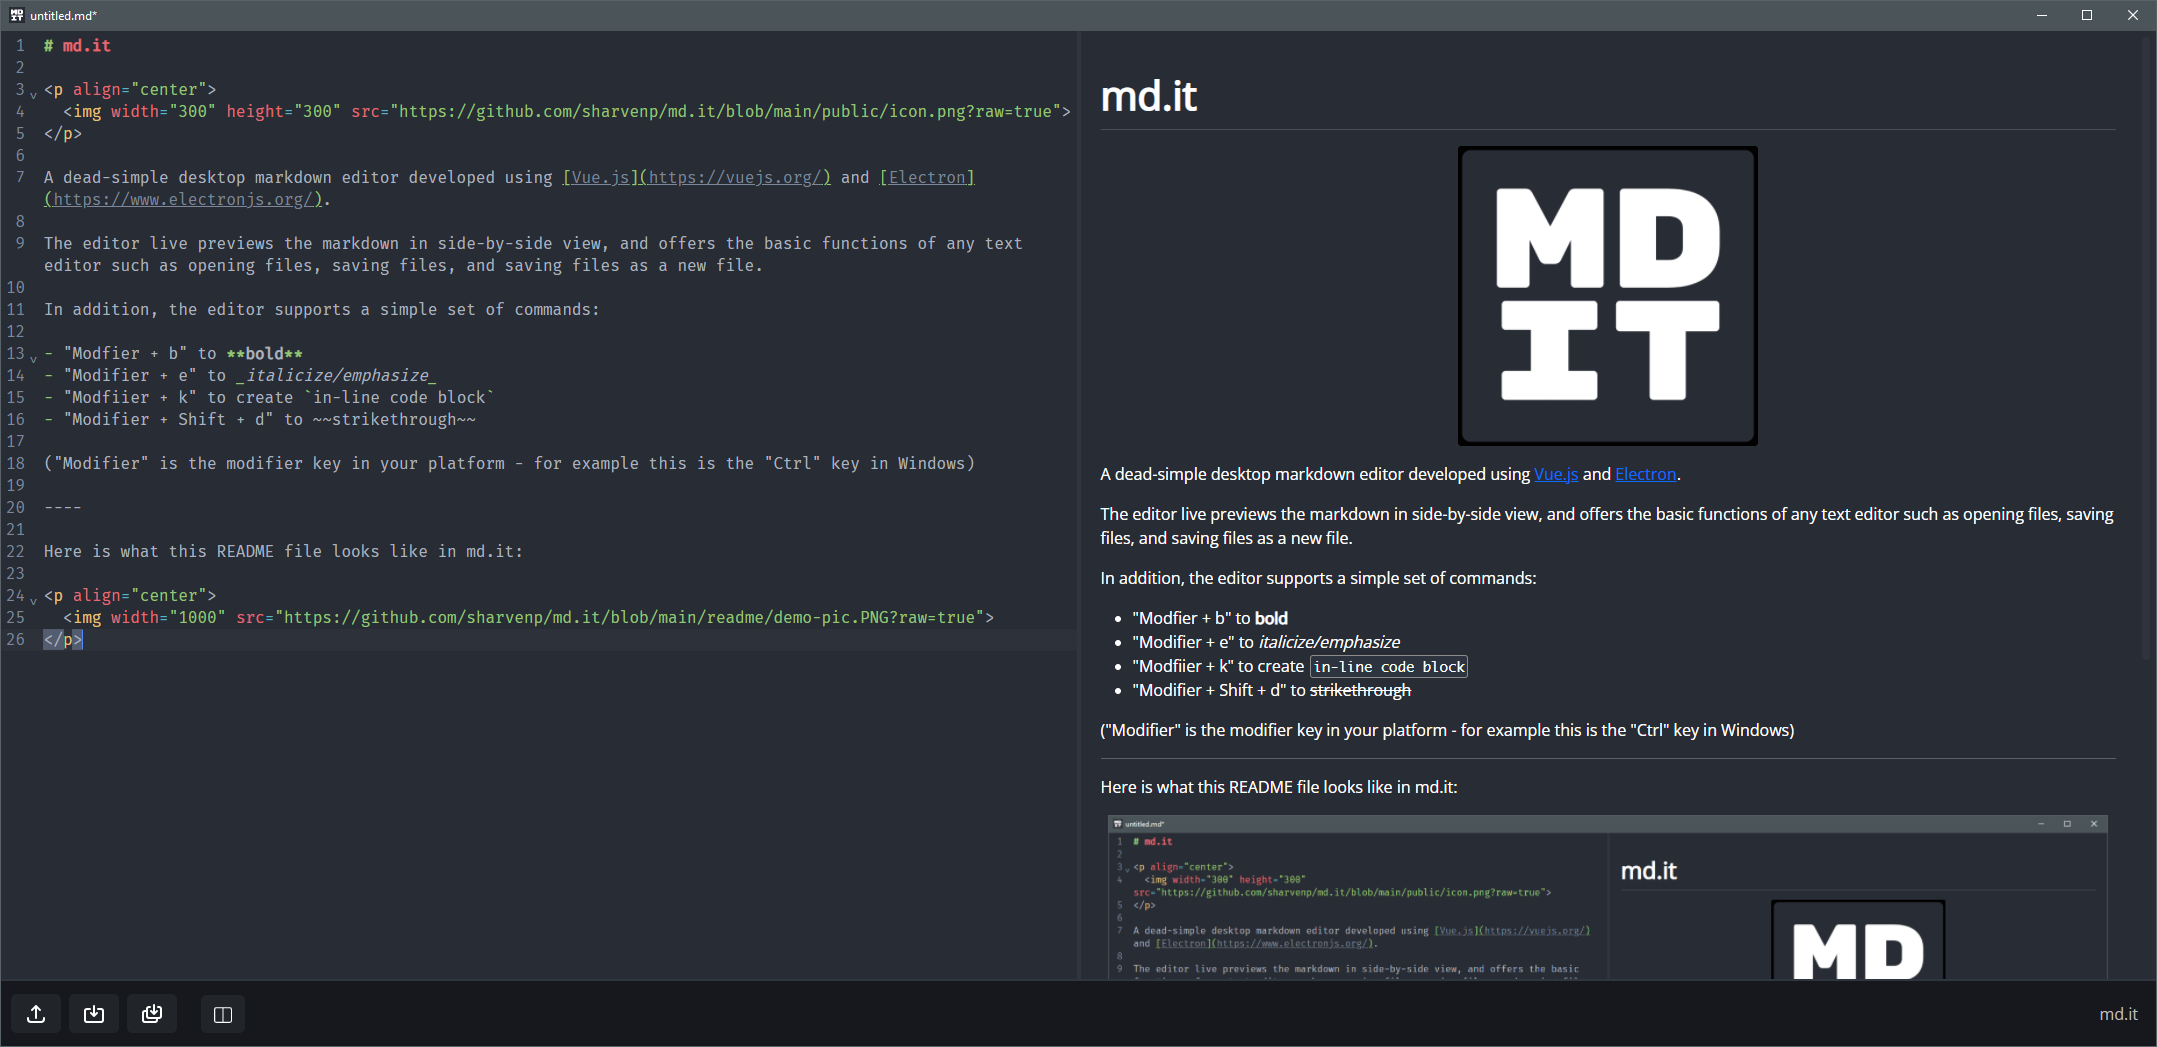 untitled.md*
1 # md.it
2
3 <p align="center">
4 <img width="300" height="300" src="https://github.com/sharvenp/md.it/blob/main/public/icon.png?raw=true">
5 </p>
6
7 A dead-simple desktop markdown editor developed using [Vue.js](https://vuejs.org/) and [Electron]
(https://www.electronjs.org/).
8
9 The editor live previews the markdown in side-by-side view, and offers the basic functions of any text
editor such as opening files, saving files, and saving files as a new file.
10
11 In addition, the editor supports a simple set of commands:
12
13 - "Modfier + b" to **bold**
14 - "Modifier + e" to _italicize/emphasize_
15 - "Modfiier + k" to create `in-line code block`
16 - "Modifier + Shift + d" to ~~strikethrough~~
17
18 ("Modifier" is the modifier key in your platform - for example this is the "Ctrl" key in Windows)
19
20 ----
21
22 Here is what this README file looks like in md.it:
23
24 <p align="center">
25 <img width="1000" src="https://github.com/sharvenp/md.it/blob/main/readme/demo-pic.PNG?raw=true">
26 </p>
md.it
MD
IT
A dead-simple desktop markdown editor developed using Vue.js and Electron.
The editor live previews the markdown in side-by-side view, and offers the basic functions of any text editor such as opening files, saving
files, and saving files as a new file.
In addition, the editor supports a simple set of commands:
• "Modfier + b" to bold
• "Modifier + e" to italicize/emphasize
• "Modfiier + k" to create in-line code block
• "Modifier + Shift + d" to strikethrough
("Modifier" is the modifier key in your platform - for example this is the "Ctrl" key in Windows)
Here is what this README file looks like in md.it:
untitled.md*
1 # md.it
2
3 <p align="center">
4 <img width="300" height="300"
src="https://github.com/sharvenp/md.it/blob/main/public/icon.png?raw=true">
5 </p>
6
7 A dead-simple desktop markdown editor developed using [Vue.js](https://vuejs.org/)
and [Electron](https://www.electronjs.org/).
8
9 The editor live previews the markdown in side-by-side view, and offers the basic
md.it
MD
md.it